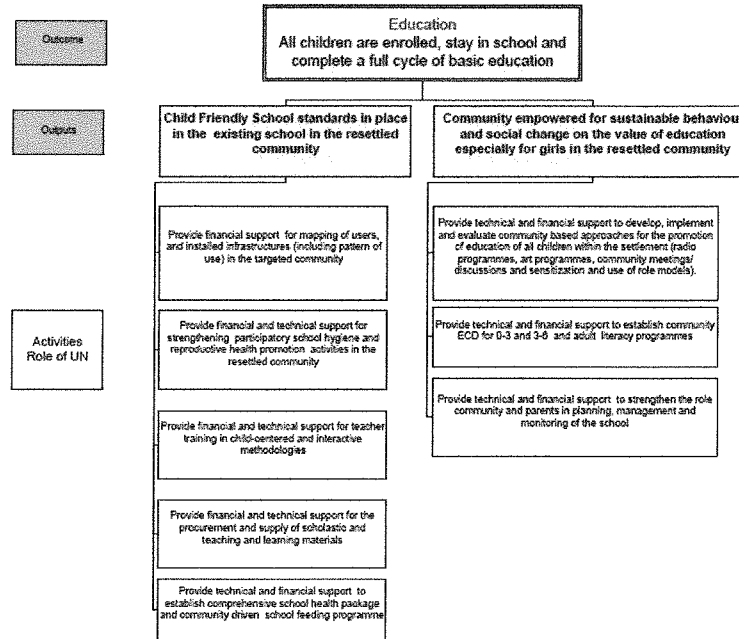 Outcome
Education
All children are enrolled, stay in school and
complete a full cycle of basic education
Outputs
Child Friendly School standards in place
in the existing school in the resettled
community
Community empowered for sustainable behaviou
and social change on the value of education
especially for girls in the resettled community
Activities
Role of UN
Provide financial support for mapping of users,
and installed infrastructures (including pattern of
use) in the targeted community
Provide financial and technical support for
strengthening participatory school hygiene and
reproductive health promotion activities in the
resettled community
Provide financial and technical support for teacher
training in child-centered and interactive
methodologies
Provide financial and technical support for the
procurement and supply of scholastic and
teaching and learning materials
Provide technical and financial support to
establish comprehensive school health package
and community driven school feeding programme
Provide technical and financial support to develop, implement
and evaluate community based approaches for the promotion
of education of all children within the settlement (radio
programmes, art programmes, community meetings/
discussions and sensitization and use of role models).
Provide technical and financial support to establish community
ECD for 0-3 and 3-6 and adult literacy programmes
Provide technical and financial support to strengthen the role
community and parents in planning, management and
monitoring of the school